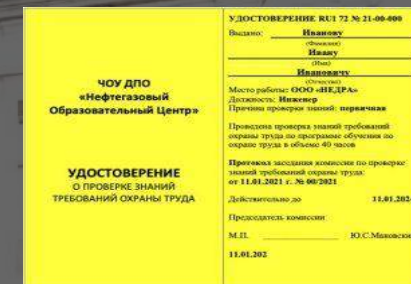 ЧОУ ДПО
«Нефтегазовый
Образовательный Центр»
УДОСТОВЕРЕНИЕ
О ПРОВЕРКЕ ЗНАНИЙ
ТРЕБОВАНИЙ ОХРАНЫ ТРУДА
УДОСТОВЕРЕНИЕ RU1 72 № 21-00-000
Выдано: Иванову
(Фамилия)
Ивану
(Имя)
Ивановичу
(Отчество)
Место работы: ООО «НЕДРА»
Должность: Инженер
Причина проверки знаний: первичная
Проведена проверка знаний требований
охраны труда по программе обучения по
охране труда в объеме 40 часов
Протокол заседания комиссии по проверке
знаний требований охраны труда:
от 11.01.2021 г. № 00/2021
Действительно до 11.01.202
Председатель комиссии
М.П. Ю.С.Маковски
11.01.202